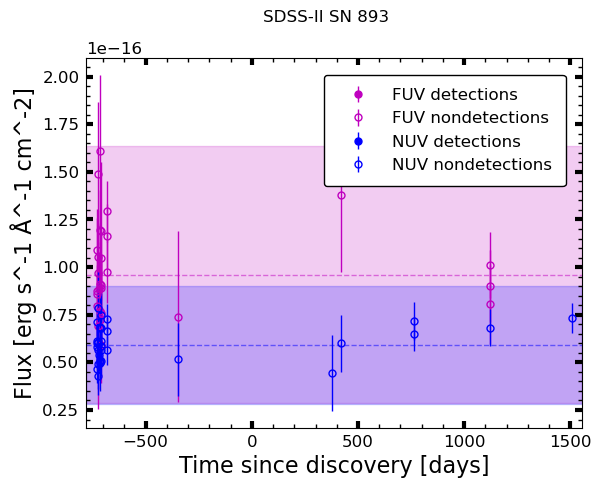 SDSS-II SN 893
1e−16
2.00
1.75
1.50
1.25
1.00
0.75
0.50
0.25
Flux [erg s^-1 Å^-1 cm^-2]
FUV detections
FUV nondetections
NUV detections
NUV nondetections
−500
0
500
1000
1500
Time since discovery [days]